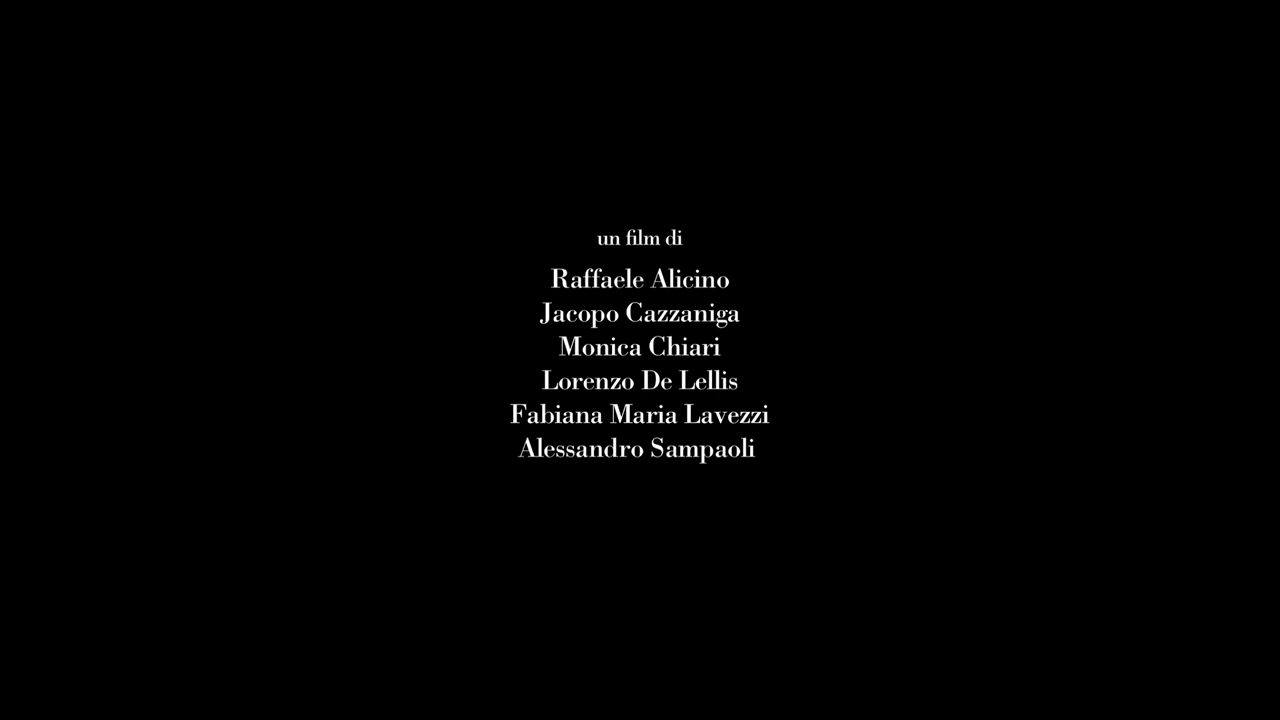 un film di
Raffaele Alicino
Jacopo Cazzaniga
Monica Chiari
Lorenzo De Lellis
Fabiana Maria Lavezzi
Alessandro Sampaoli